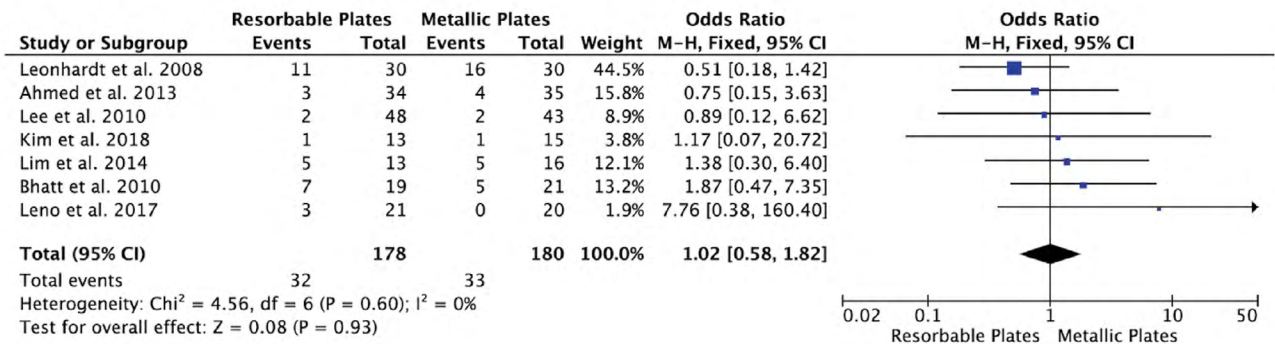 Resorbable Plates Metallic Plates Odds Ratio Odds Ratio
Study or Subgroup Events Total Events Total Weight M-H, Fixed, 95% CI M-H, Fixed, 95% CI
Leonhardt et al. 2008 11 30 16 30 44.5% 0.51 [0.18, 1.42]
Ahmed et al. 2013 3 34 4 35 15.8% 0.75 [0.15, 3.63]
Lee et al. 2010 2 48 2 43 8.9% 0.89 [0.12, 6.62]
Kim et al. 2018 1 13 1 15 3.8% 1.17 [0.07, 20.72]
Lim et al. 2014 5 13 5 16 12.1% 1.38 [0.30, 6.40]
Bhatt et al. 2010 7 19 5 21 13.2% 1.87 [0.47, 7.35]
Leno et al. 2017 3 21 0 20 1.9% 7.76 [0.38, 160.40]
Total (95% CI) 178 180 100.0% 1.02 [0.58, 1.82]
Total events 32 33
Heterogeneity: Chi² = 4.56, df = 6 (P = 0.60); I² = 0%
Test for overall effect: Z = 0.08 (P = 0.93)
0.02 0.1 1 10 50
Resorbable Plates Metallic Plates